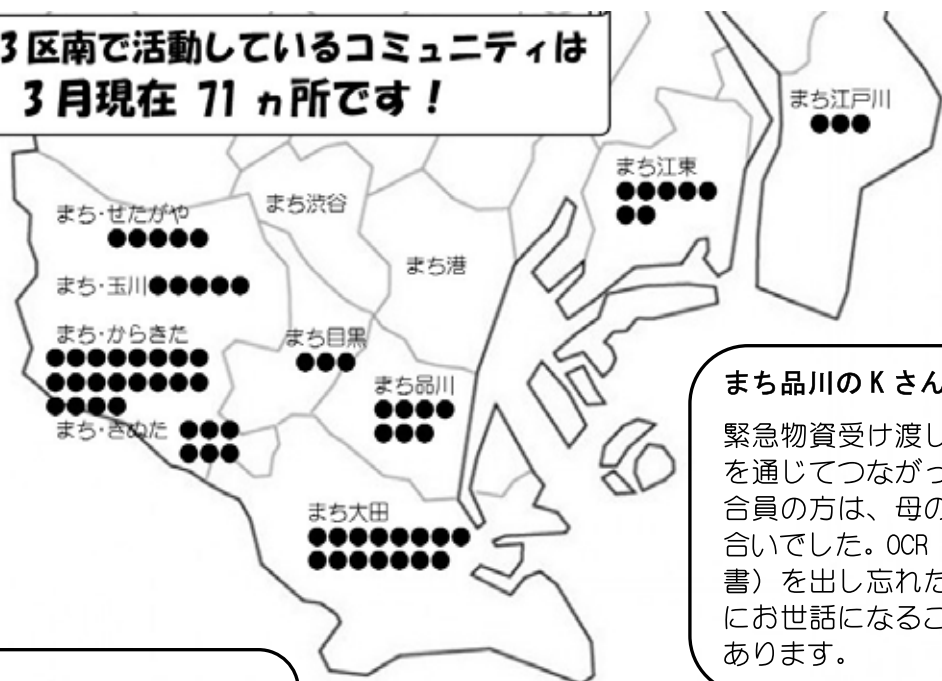 3区南で活動しているコミュニティは
3月現在 71 ヵ所です！
まち江戸川
まち江東
まち渋谷
まち・せたがや
まち港
まち・玉川
まち・からきた
まち目黒
まち品川
まち・きぬた
まち大田
まち品川のKさん
緊急物資受け渡し
を通じてつながっ
合員の方は、母の
合いでした。OCR
書）を出し忘れた
にお世話になるこ
あります。